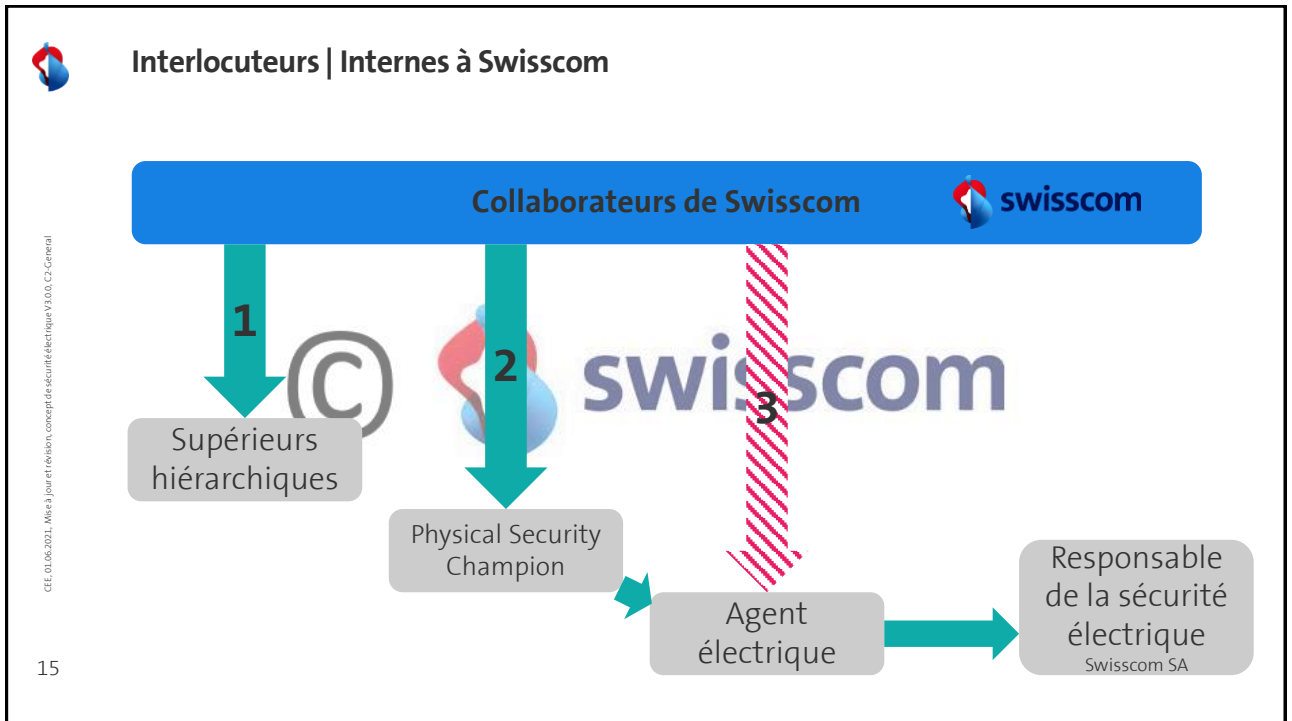 Interlocuteurs | Internes à Swisscom
Collaborateurs de Swisscom
swisscom
1
2
3
© swisscom
Supérieurs
hiérarchiques
Physical Security
Champion
Agent
électrique
Responsable
de la sécurité
électrique
Swisscom SA
CEE, 01.06.2021, Mise à jour et révision, concept de sécurité électrique V3.0.0, C2-General
15